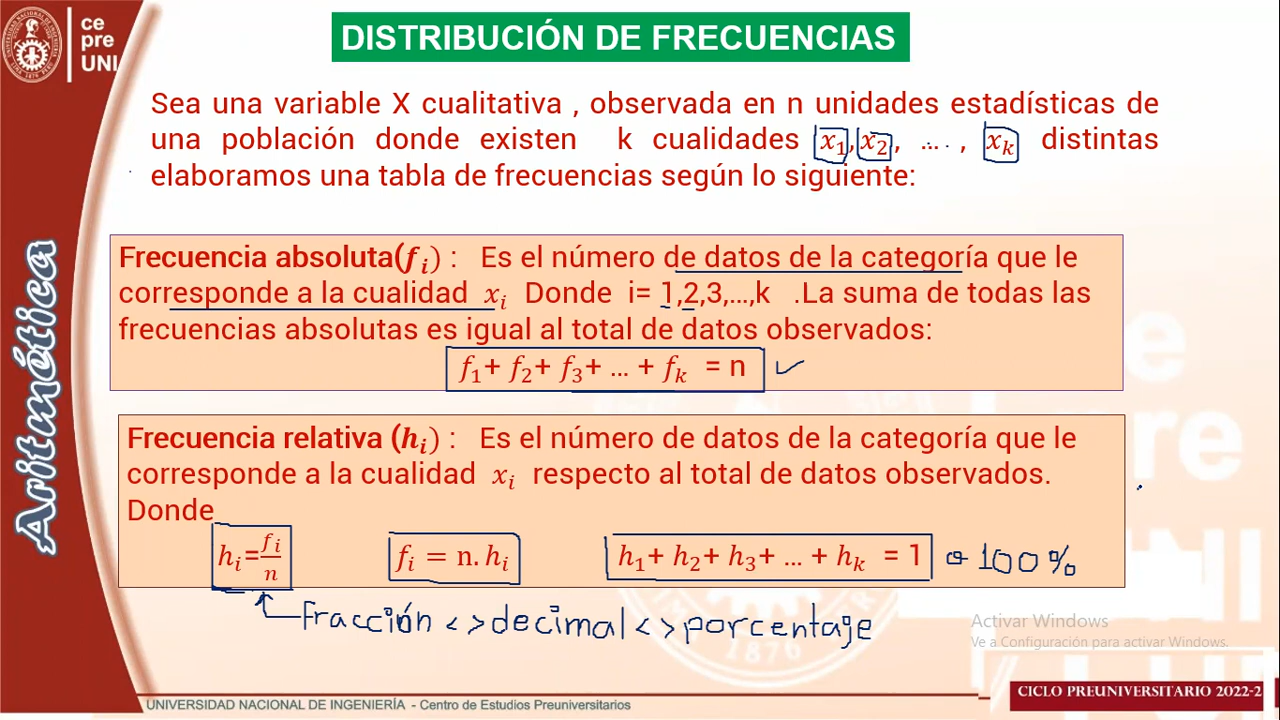 ce
pre
UNI
DISTRIBUCIÓN DE FRECUENCIAS
Sea una variable X cualitativa , observada en n unidades estadísticas de
una población donde existen k cualidades x₁, x₂, ... , xₖ distintas
elaboramos una tabla de frecuencias según lo siguiente:
Aritmética
Frecuencia absoluta(fᵢ) : Es el número de datos de la categoría que le
corresponde a la cualidad xᵢ Donde i= 1,2,3,...,k .La suma de todas las
frecuencias absolutas es igual al total de datos observados:
f₁+ f₂+ f₃+ ... + fₖ = n ✓
Frecuencia relativa (hᵢ) : Es el número de datos de la categoría que le
corresponde a la cualidad xᵢ respecto al total de datos observados.
Donde
hᵢ=fᵢ/n fᵢ = n. hᵢ h₁+ h₂+ h₃+ ... + hₖ = 1 o 100%
fracción < > decimal < > porcentage
Activar Windows
Ve a Configuración para activar Windows.
CICLO PREUNIVERSITARIO 2022-2
UNIVERSIDAD NACIONAL DE INGENIERÍA - Centro de Estudios Preuniversitarios